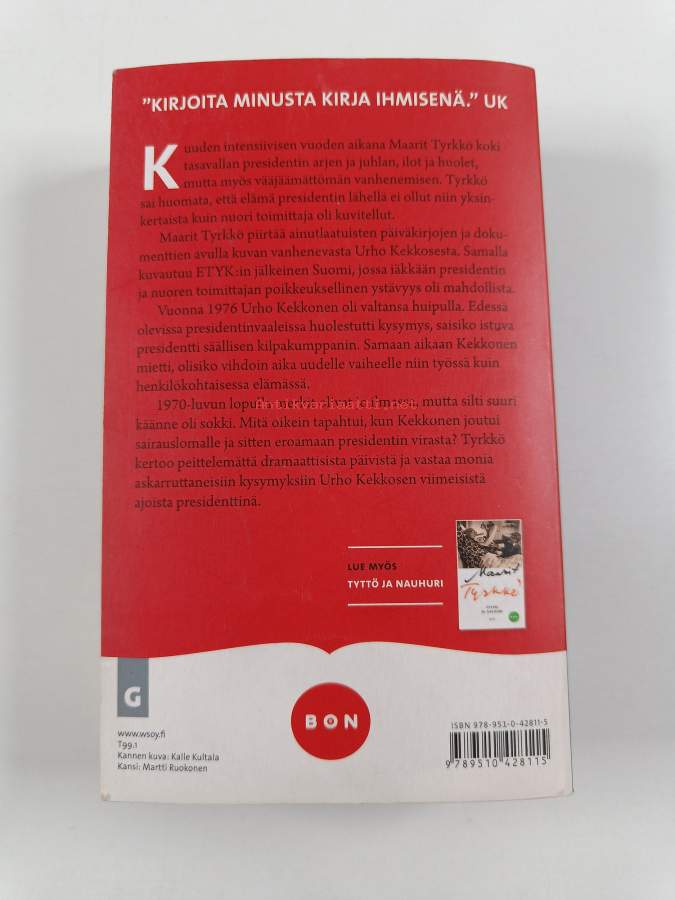 ”KIRJOITA MINUSTA KIRJA IHMISENÄ.” UK
Kuuden intensiivisen vuoden aikana Maarit Tyrkkö koki
tasavallan presidentin arjen ja juhlan, ilot ja huolet,
mutta myös vääjäämättömän vanhenemisen. Tyrkkö
sai huomata, että elämä presidentin lähellä ei ollut niin yksin-
kertaista kuin nuori toimittaja oli kuvitellut.
Maarit Tyrkkö piirtää ainutlaatuisten päiväkirjojen ja doku-
menttien avulla kuvan vanhenevasta Urho Kekkosesta. Samalla
kuvautuu ETYK:in jälkeinen Suomi, jossa iäkkään presidentin
ja nuoren toimittajan poikkeuksellinen ystävyys oli mahdollista.
Vuonna 1976 Urho Kekkonen oli valtansa huipulla. Edessä
olevissa presidentinvaaleissa huolestutti kysymys, saisiko istuva
presidentti säällisen kilpakumppanin. Samaan aikaan Kekkonen
mietti, olisiko vihdoin aika uudelle vaiheelle niin työssä kuin
henkilökohtaisessa elämässä.
1970-luvun lopulla merkit olivat ilmassa, mutta silti suuri
käänne oli sokki. Mitä oikein tapahtui, kun Kekkonen joutui
sairauslomalle ja sitten eroamaan presidentin virasta? Tyrkkö
kertoo peittelemättä dramaattisista päivistä ja vastaa monia
askarruttaneisiin kysymyksiin Urho Kekkosen viimeisistä
ajoista presidenttinä.
LUE MYÖS
TYTTÖ JA NAUHURI
Maarit
Tyrkkö
G
BON
www.wsoy.fi
T99.1
Kannen kuva: Kalle Kultala
Kansi: Martti Ruokonen
ISBN 978-951-0-42811-5
9789510428115